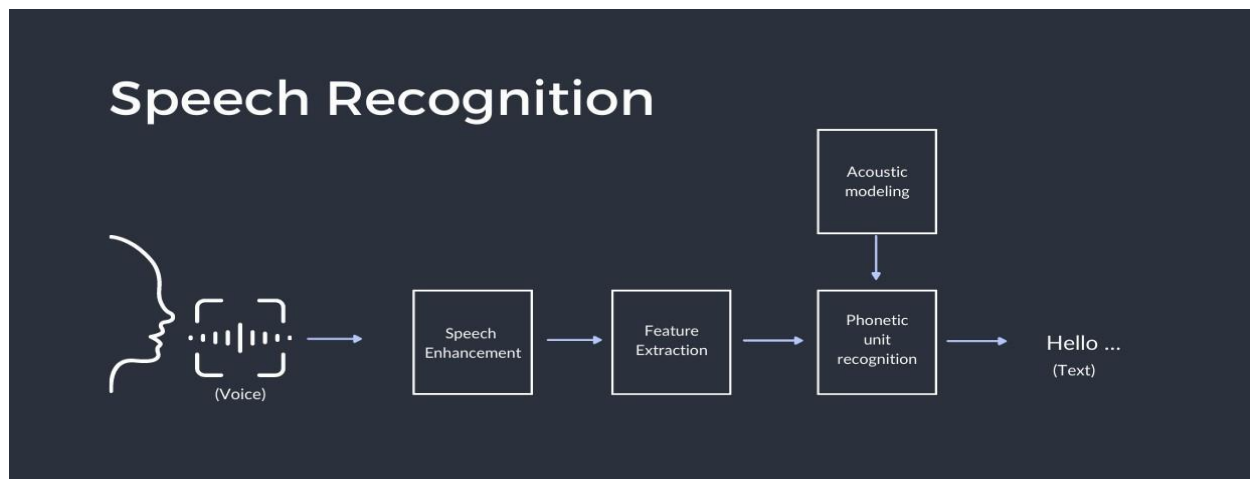 Speech Recognition
Acoustic
modeling
Speech
Enhancement
Feature
Extraction
Phonetic
unit
recognition
Hello ...
(Text)
(Voice)